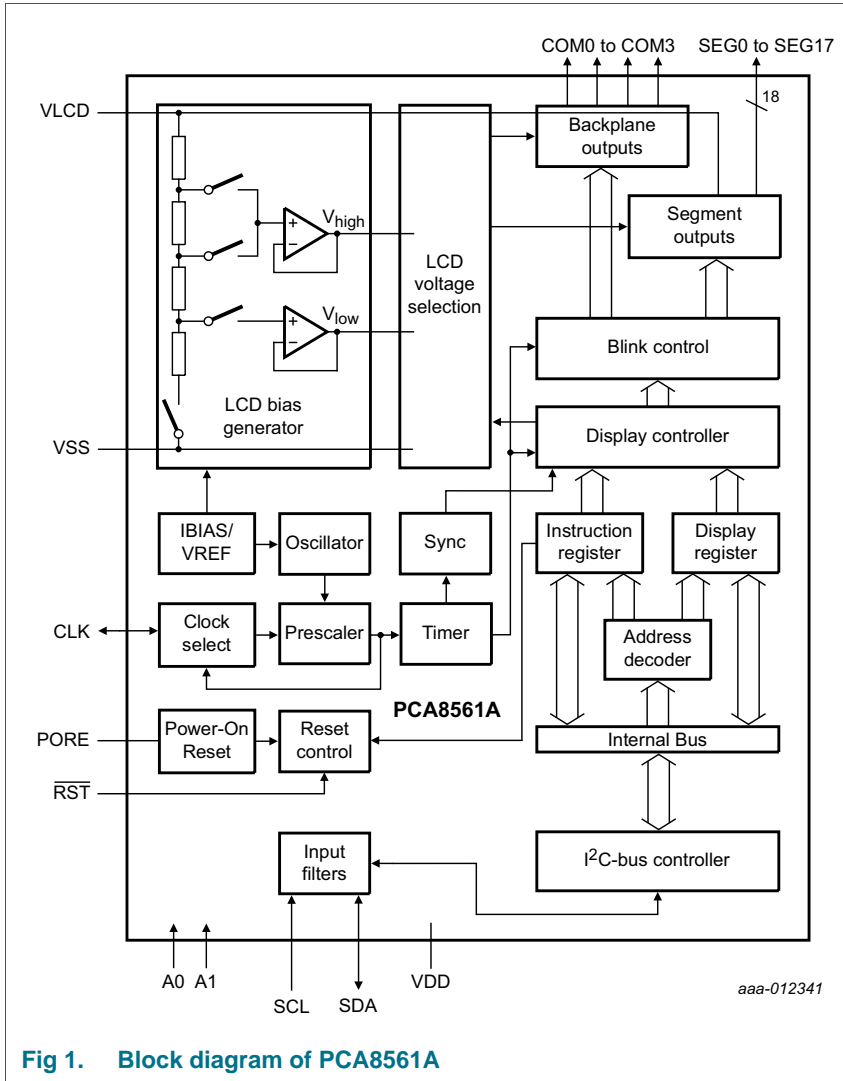 COM0 to COM3
SEG0 to SEG17
18
VLCD
Backplane
outputs
Vhigh
+
−
LCD
voltage
selection
Segment
outputs
Vlow
+
−
Blink control
LCD bias
generator
VSS
Display controller
IBIAS/
VREF
Oscillator
Sync
Instruction
register
Display
register
CLK
Clock
select
Prescaler
Timer
Address
decoder
PCA8561A
PORE
Power-On
Reset
Reset
control
Internal Bus
RST
Input
filters
I2C-bus controller
A0 A1
SCL
SDA
VDD
aaa-012341
Fig 1. Block diagram of PCA8561A